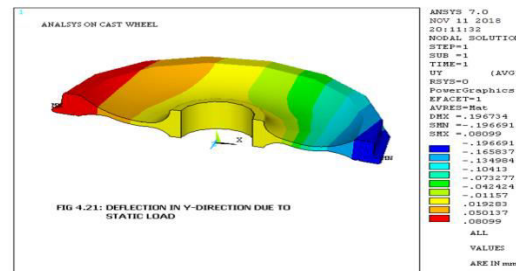 1
ANALSYS ON CAST WHEEL
MX
X
MN
FIG 4.21: DEFLECTION IN Y-DIRECTION DUE TO
STATIC LOAD
ANSYS 7.0
NOV 11 2018
20:11:32
NODAL SOLUTION
STEP=1
SUB =1
TIME=1
UY (AVG
RSYS=0
PowerGraphics
EFACET=1
AVRES=Mat
DMX =.196734
SMN =-.196691
SMX =.08099
-.196691
-.165837
-.134984
-.10413
-.073277
-.042424
-.01157
.019283
.050137
.08099
ALL
VALUES
ARE IN mm